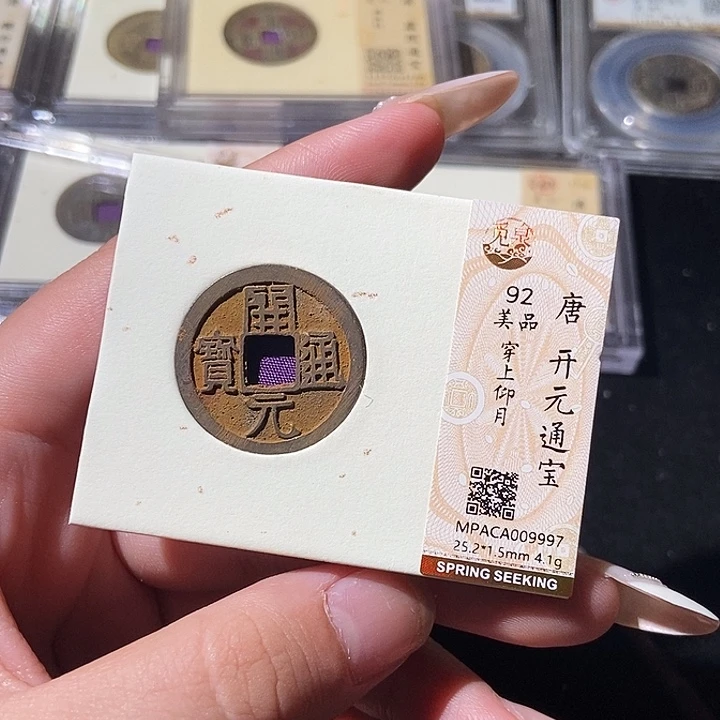 開
元
通
寳
覓泉
92
美品
穿上仰月
唐 开元通宝
MPACA009997
25.2*1.5mm 4.1g
SPRING SEEKING